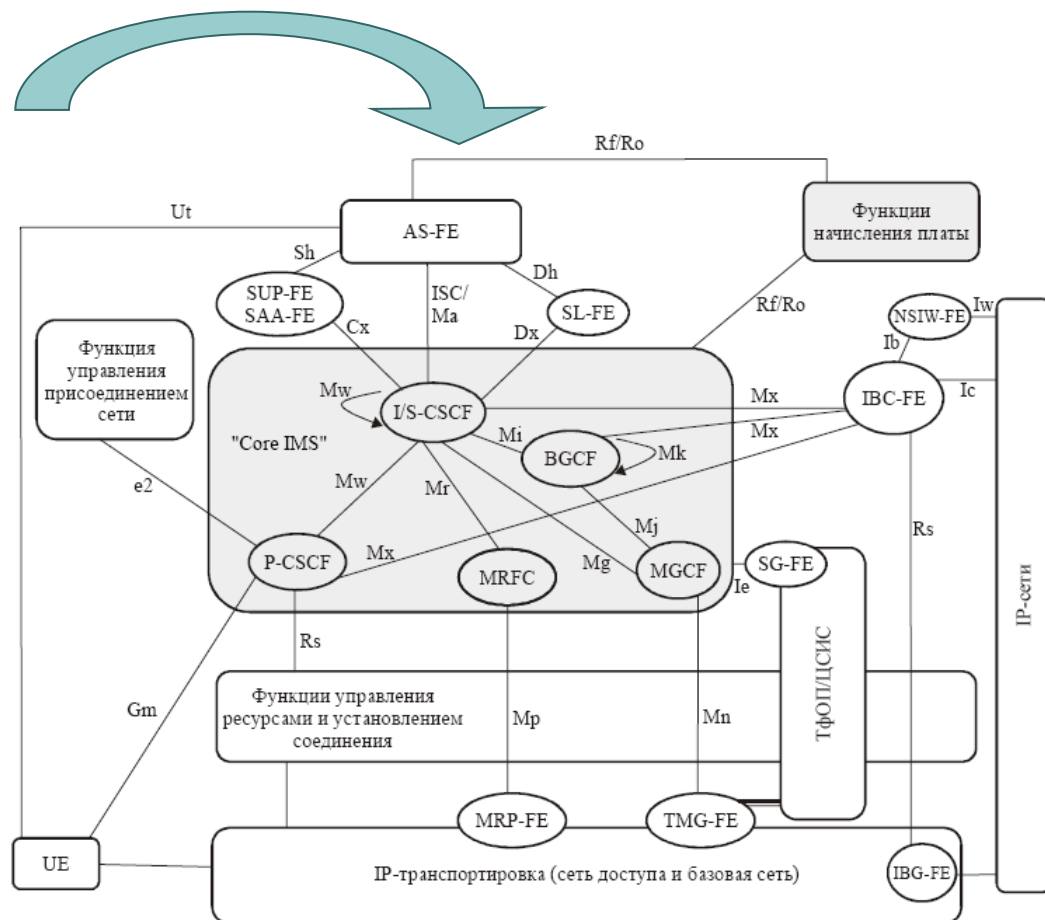 Rf/Ro
Ut
AS-FE
Функции
начисления платы
Sh
ISC/
Ma
Dh
SUP-FE
SAA-FE
SL-FE
Rf/Ro
Cx
Dx
NSIW-FE
Iw
Ib
Функция
управления
присоединением
сети
Mw
I/S-CSCF
Mx
IBC-FE
Ic
"Core IMS"
Mi
Mx
BGCF
Mk
e2
Mw
Mr
Mj
Rs
P-CSCF
Mx
MRFC
Mg
MGCF
Ie
SG-FE
IP-сети
Rs
ТфОП/ЦСИС
Gm
Функции управления
ресурсами и установлением
соединения
Mp
Mn
MRP-FE
TMG-FE
UE
IP-транспортировка (сеть доступа и базовая сеть)
IBG-FE